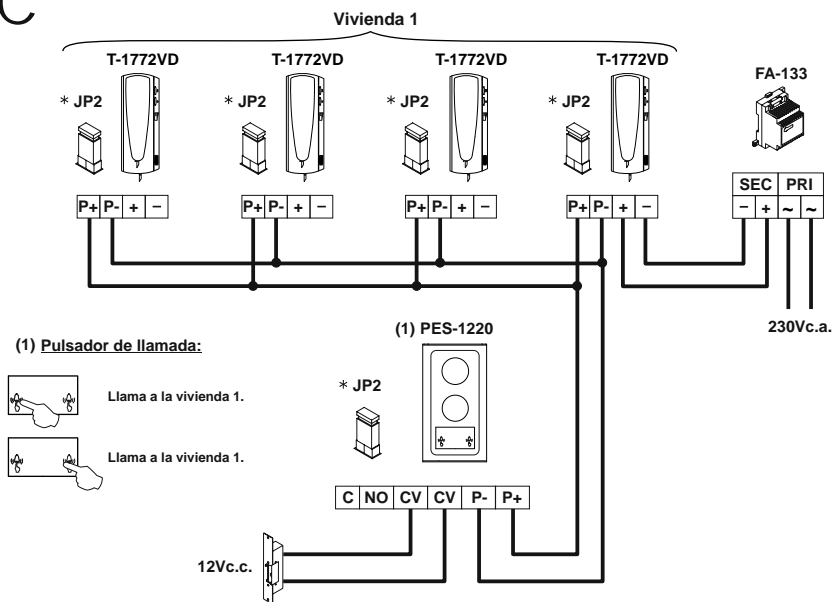 C
Vivienda 1
T-1772VD T-1772VD T-1772VD T-1772VD
FA-133
* JP2 * JP2 * JP2 * JP2
SEC PRI
P+ P- + – P+ P- + – P+ P- + – P+ P- + – – + ~ ~
230Vc.a.
(1) Pulsador de llamada:
(1) PES-1220
* JP2
Llama a la vivienda 1.
Llama a la vivienda 1.
C NO CV CV P- P+
12Vc.c.